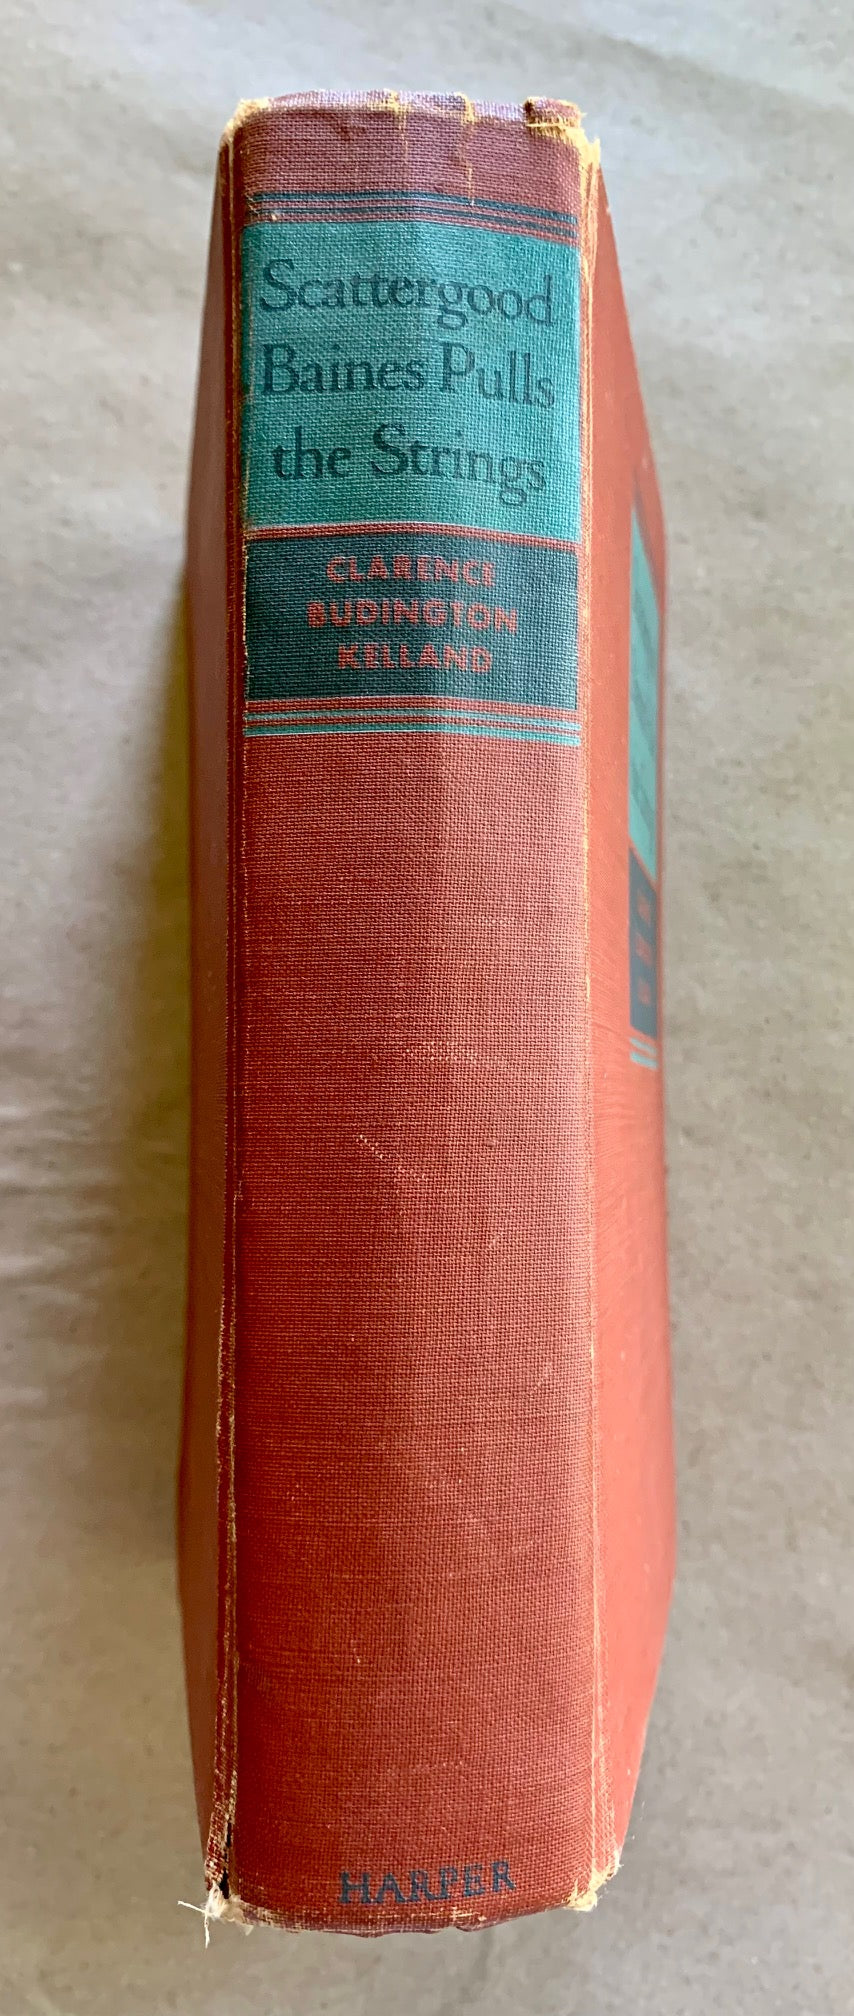 Scattergood
Baines Pulls
the Strings
CLARENCE
BUDINGTON
KELLAND
HARPER